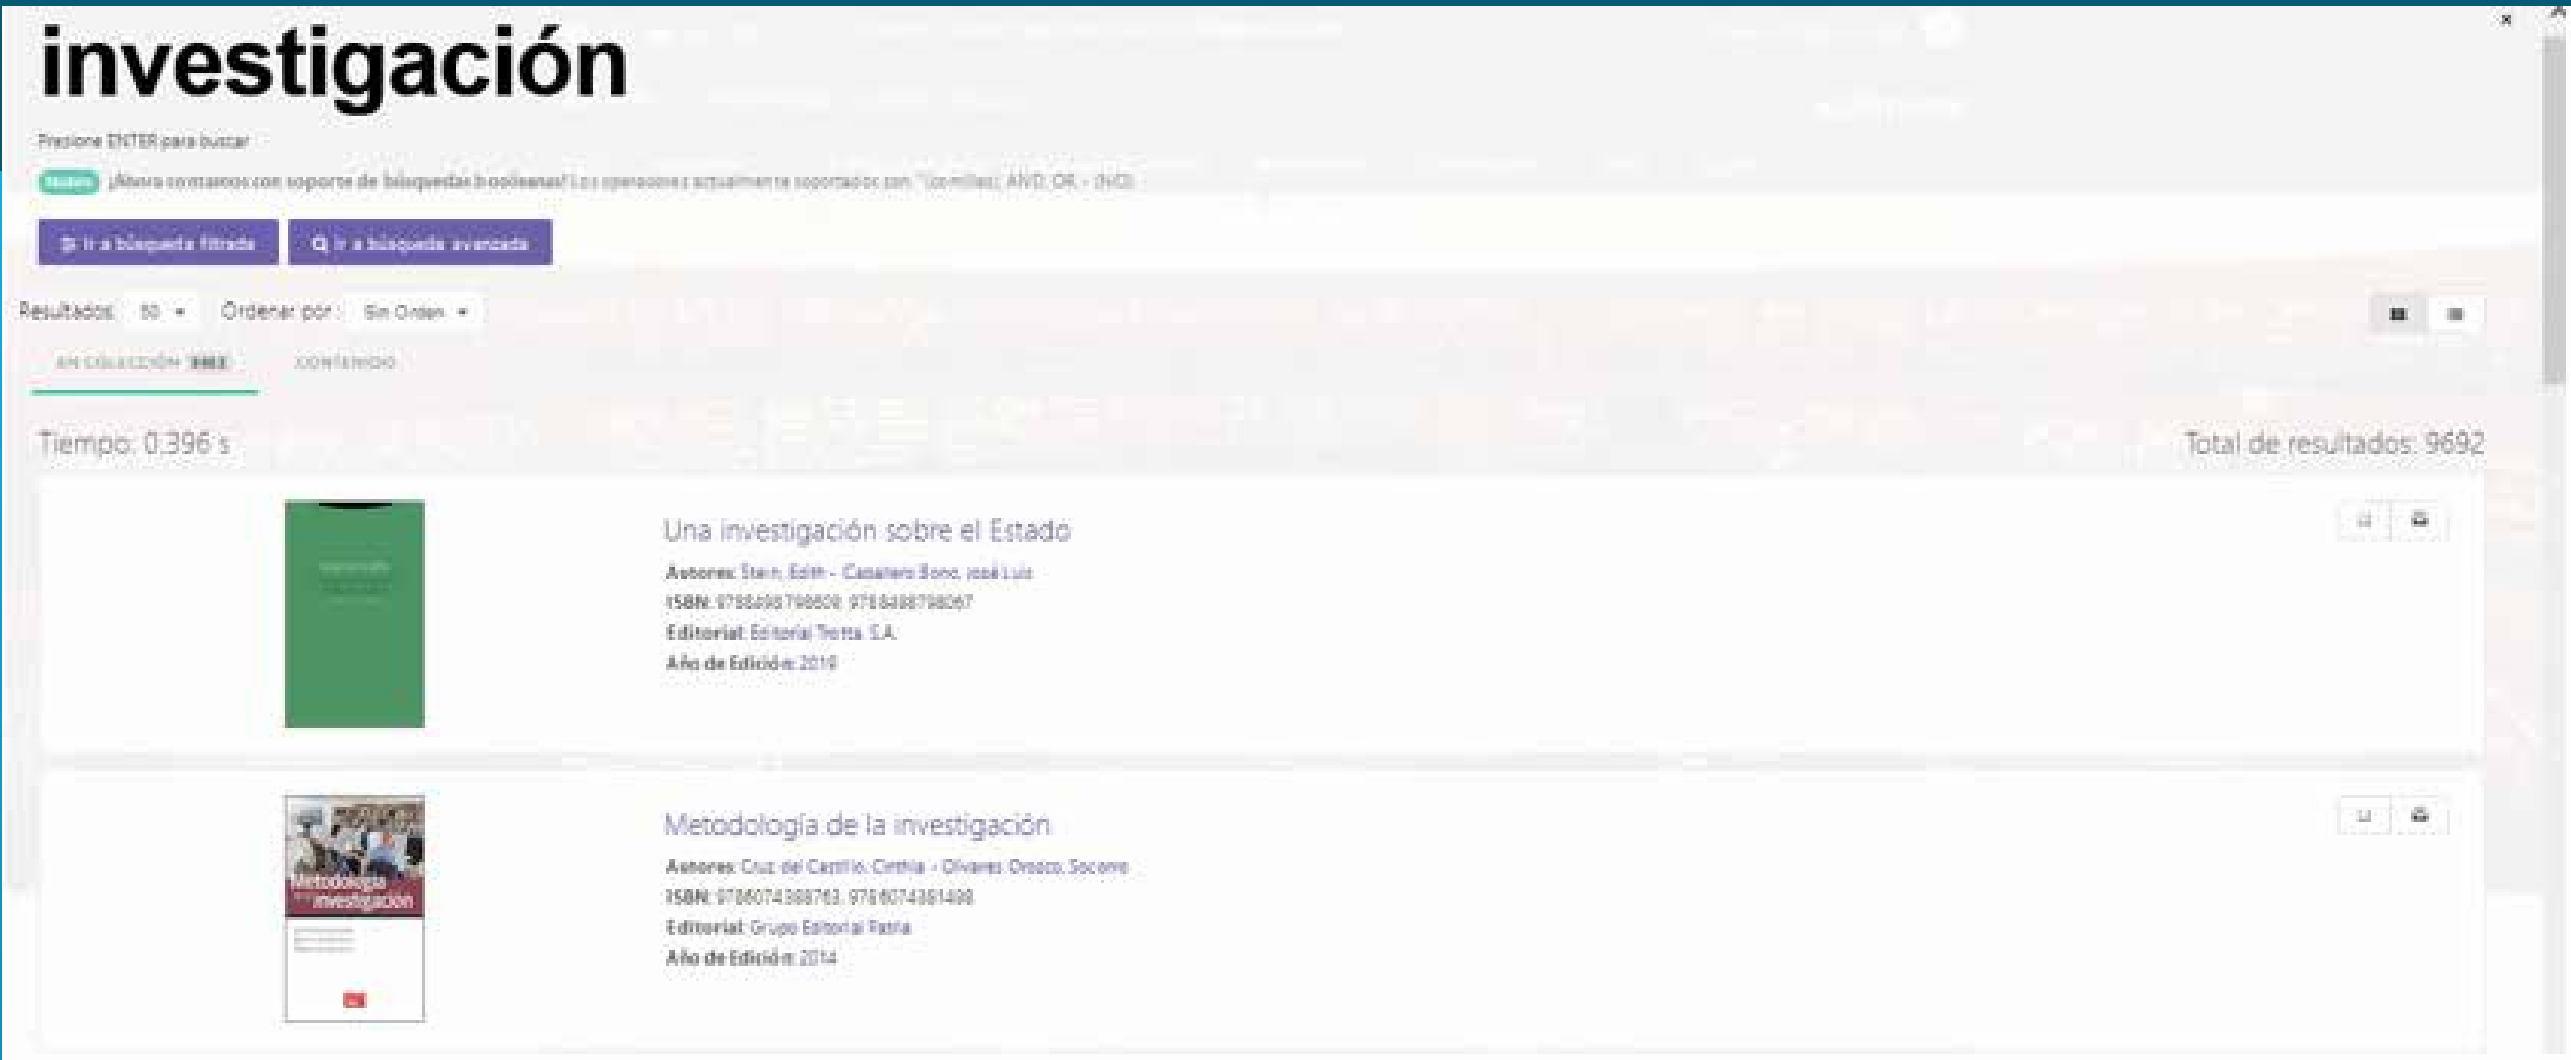 investigación
Presione ENTER para buscar
¡Ahora contamos con soporte de búsquedas booleanas! Los operadores actualmente soportados son: "(comillas), AND, OR, - (NO)
Ir a búsqueda filtrada Ir a búsqueda avanzada
Resultados: 50 Ordenar por: Sin Orden
EN COLECCIÓN CONTENIDO
Tiempo: 0.396 s Total de resultados: 9692
Una investigación sobre el Estado
Autores: Stein, Edith - Caballero Bono, José Luis
ISBN:
Editorial: Editorial Trotta, S.A.
Año de Edición: 2019
Metodología de la investigación
Metodología
investigación
Autores: Cruz del Castillo, Cinthia - Olivares Orozco, Socorro
ISBN:
Editorial: Grupo Editorial Patria
Año de Edición: 2014